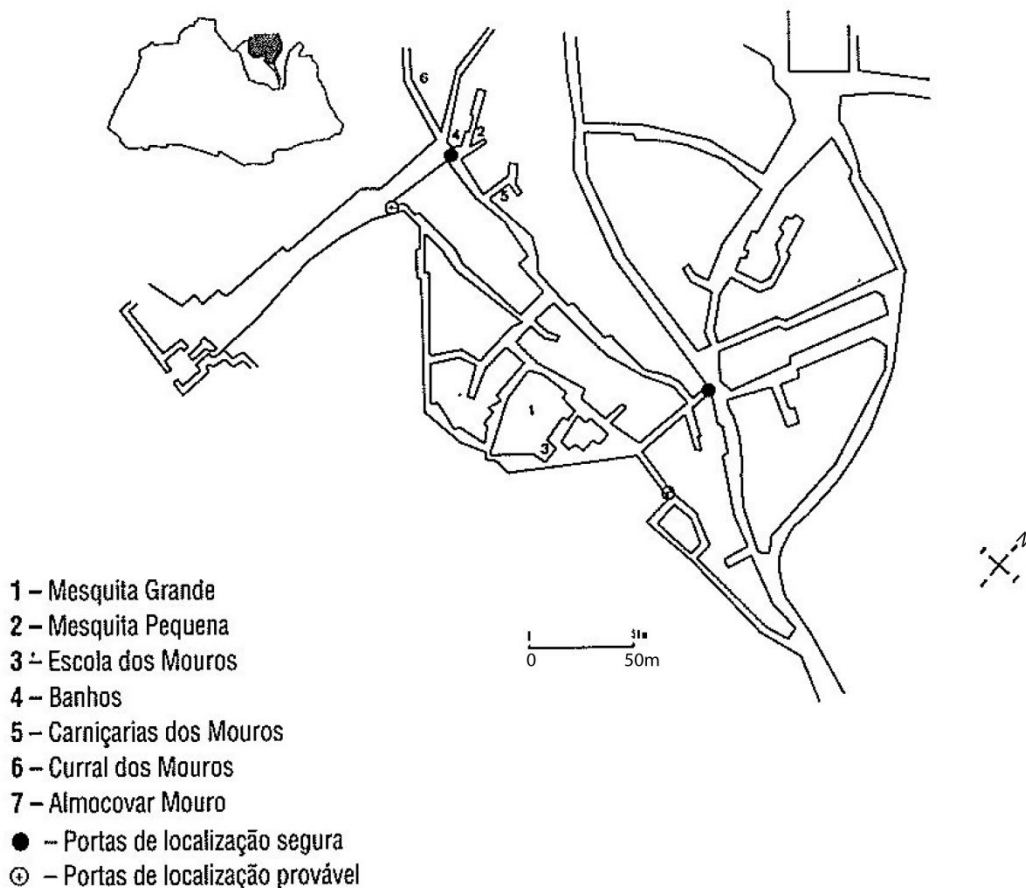 6
4
2
5
1
3
N
50m
0 50m
1 – Mesquita Grande
2 – Mesquita Pequena
3 – Escola dos Mouros
4 – Banhos
5 – Carniçarias dos Mouros
6 – Curral dos Mouros
7 – Almocovar Mouro
● – Portas de localização segura
⊕ – Portas de localização provável